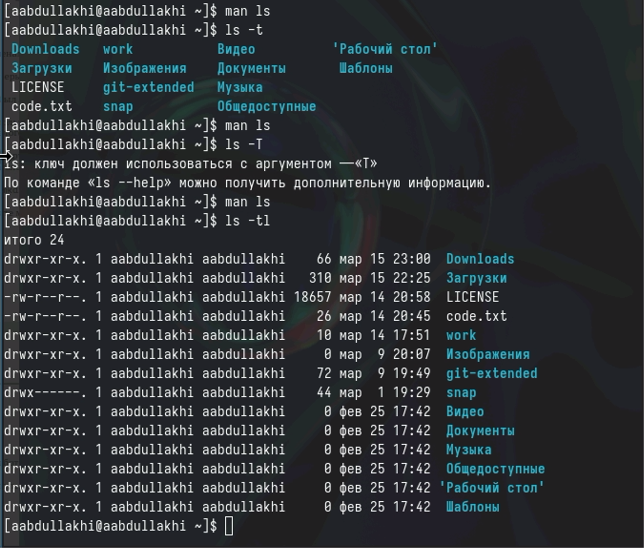 [aabdullakhi@aabdullakhi ~]$ man ls
[aabdullakhi@aabdullakhi ~]$ ls -t
Downloads work Видео 'Рабочий стол'
Загрузки Изображения Документы Шаблоны
LICENSE git-extended Музыка
code.txt snap Общедоступные
[aabdullakhi@aabdullakhi ~]$ man ls
[aabdullakhi@aabdullakhi ~]$ ls -T
ls: ключ должен использоваться с аргументом —«T»
По команде «ls --help» можно получить дополнительную информацию.
[aabdullakhi@aabdullakhi ~]$ man ls
[aabdullakhi@aabdullakhi ~]$ ls -tl
итого 24
drwxr-xr-x. 1 aabdullakhi aabdullakhi 66 мар 15 23:00 Downloads
drwxr-xr-x. 1 aabdullakhi aabdullakhi 310 мар 15 22:25 Загрузки
-rw-r--r--. 1 aabdullakhi aabdullakhi 18657 мар 14 20:58 LICENSE
-rw-r--r--. 1 aabdullakhi aabdullakhi 26 мар 14 20:45 code.txt
drwxr-xr-x. 1 aabdullakhi aabdullakhi 10 мар 14 17:51 work
drwxr-xr-x. 1 aabdullakhi aabdullakhi 0 мар 9 20:07 Изображения
drwxr-xr-x. 1 aabdullakhi aabdullakhi 72 мар 9 19:49 git-extended
drwx------. 1 aabdullakhi aabdullakhi 44 мар 1 19:29 snap
drwxr-xr-x. 1 aabdullakhi aabdullakhi 0 фев 25 17:42 Видео
drwxr-xr-x. 1 aabdullakhi aabdullakhi 0 фев 25 17:42 Документы
drwxr-xr-x. 1 aabdullakhi aabdullakhi 0 фев 25 17:42 Музыка
drwxr-xr-x. 1 aabdullakhi aabdullakhi 0 фев 25 17:42 Общедоступные
drwxr-xr-x. 1 aabdullakhi aabdullakhi 0 фев 25 17:42 'Рабочий стол'
drwxr-xr-x. 1 aabdullakhi aabdullakhi 0 фев 25 17:42 Шаблоны
[aabdullakhi@aabdullakhi ~]$